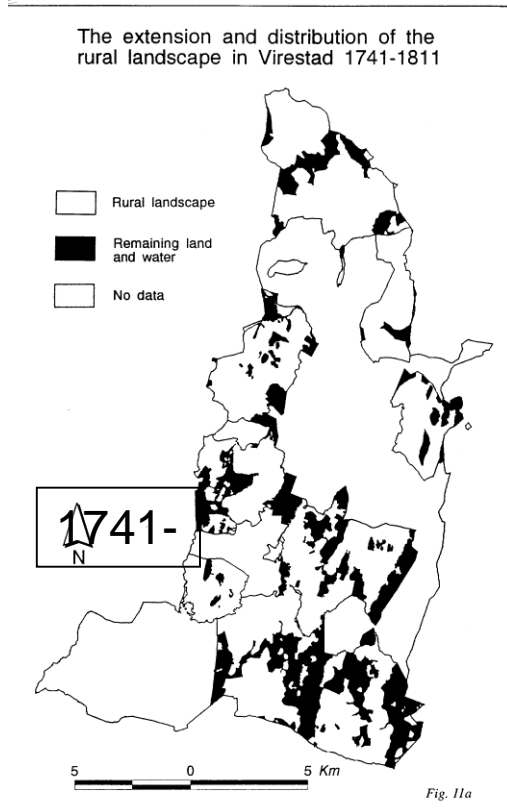 The extension and distribution of the
rural landscape in Virestad 1741-1811
Rural landscape
Remaining land
and water
No data
1741-
N
5 0 5 Km
Fig. 11a